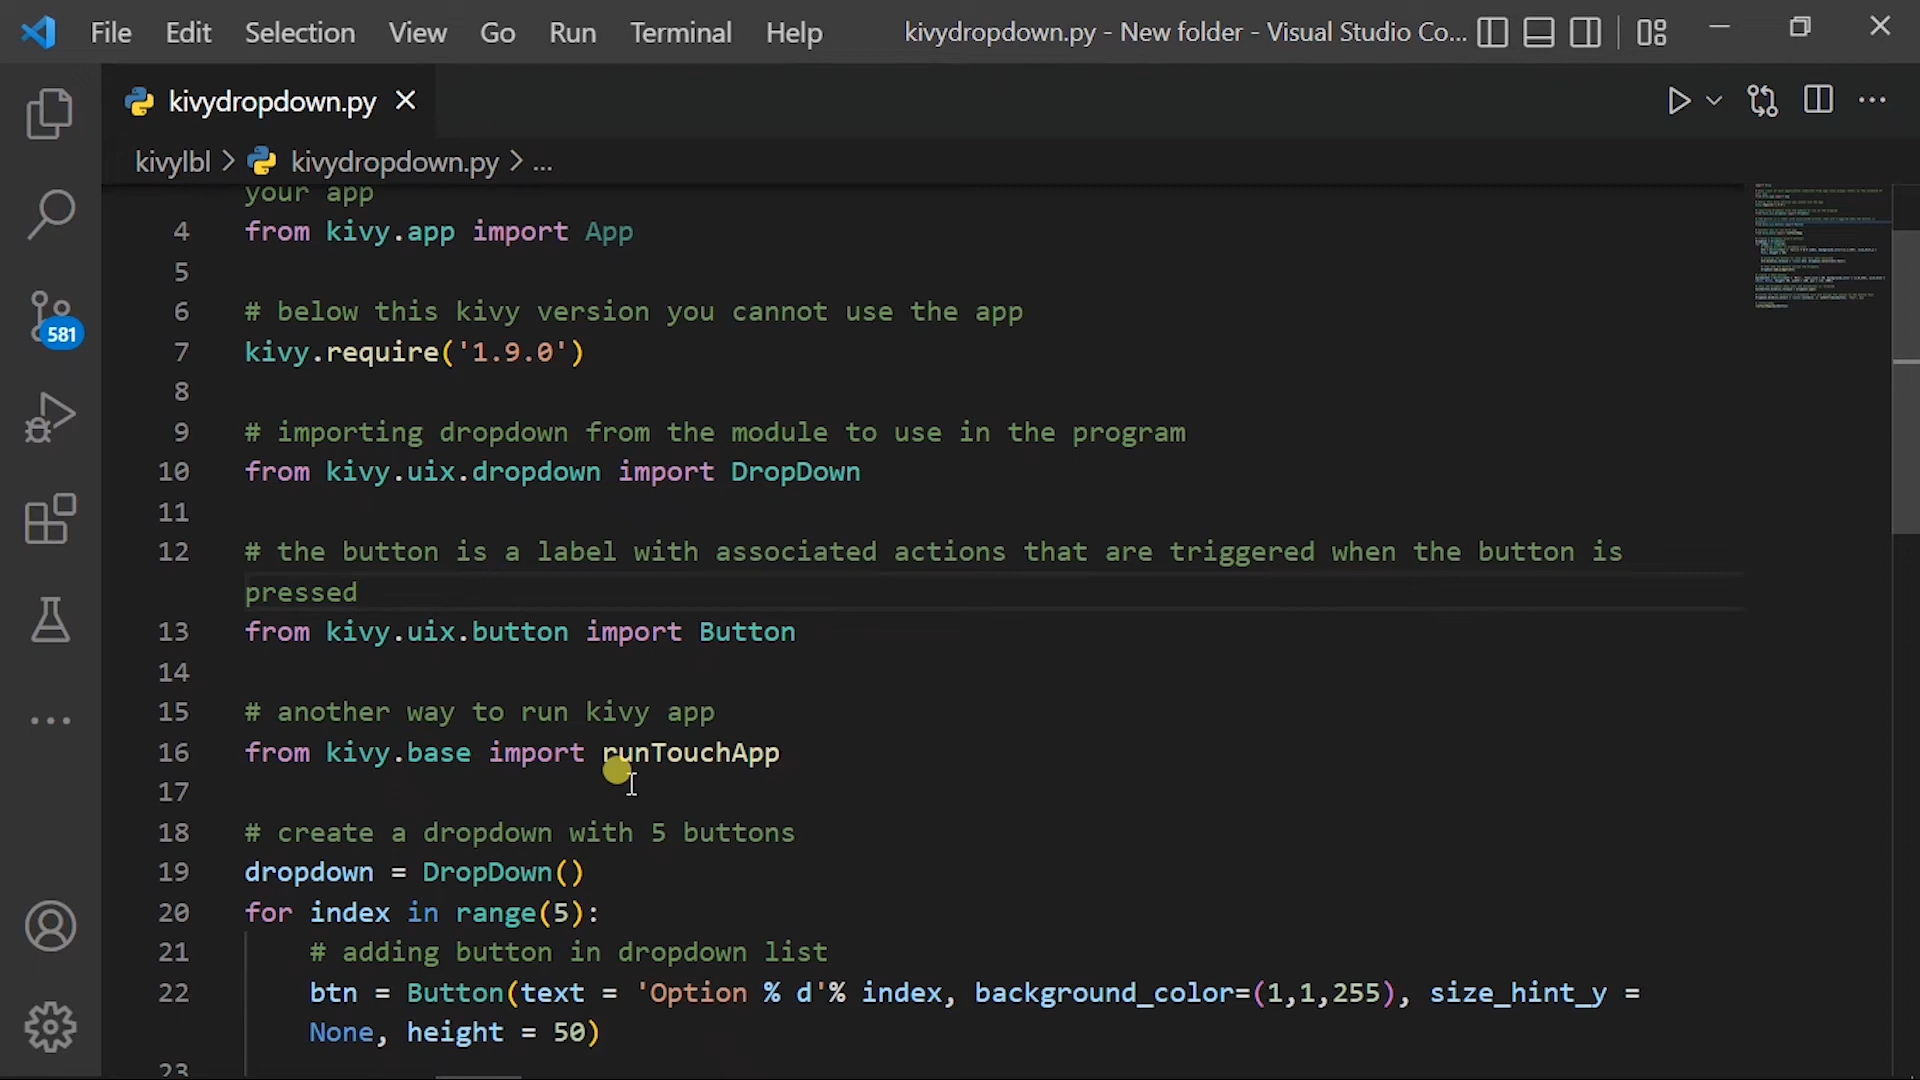 File Edit Selection View Go Run Terminal Help kivydropdown.py - New folder - Visual Studio Co...
kivydropdown.py
kivylbl > kivydropdown.py > ...
your app
4 from kivy.app import App
5
6 # below this kivy version you cannot use the app
7 kivy.require('1.9.0')
8
9 # importing dropdown from the module to use in the program
10 from kivy.uix.dropdown import DropDown
11
12 # the button is a label with associated actions that are triggered when the button is
pressed
13 from kivy.uix.button import Button
14
15 # another way to run kivy app
16 from kivy.base import runTouchApp
17
18 # create a dropdown with 5 buttons
19 dropdown = DropDown()
20 for index in range(5):
21 # adding button in dropdown list
22 btn = Button(text = 'Option % d'% index, background_color=(1,1,255), size_hint_y =
None, height = 50)
23
581